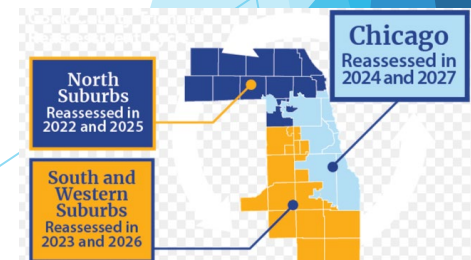 North
Suburbs
Reassessed in
2022 and 2025
Chicago
Reassessed in
2024 and 2027
South and
Western
Suburbs
Reassessed in
2023 and 2026